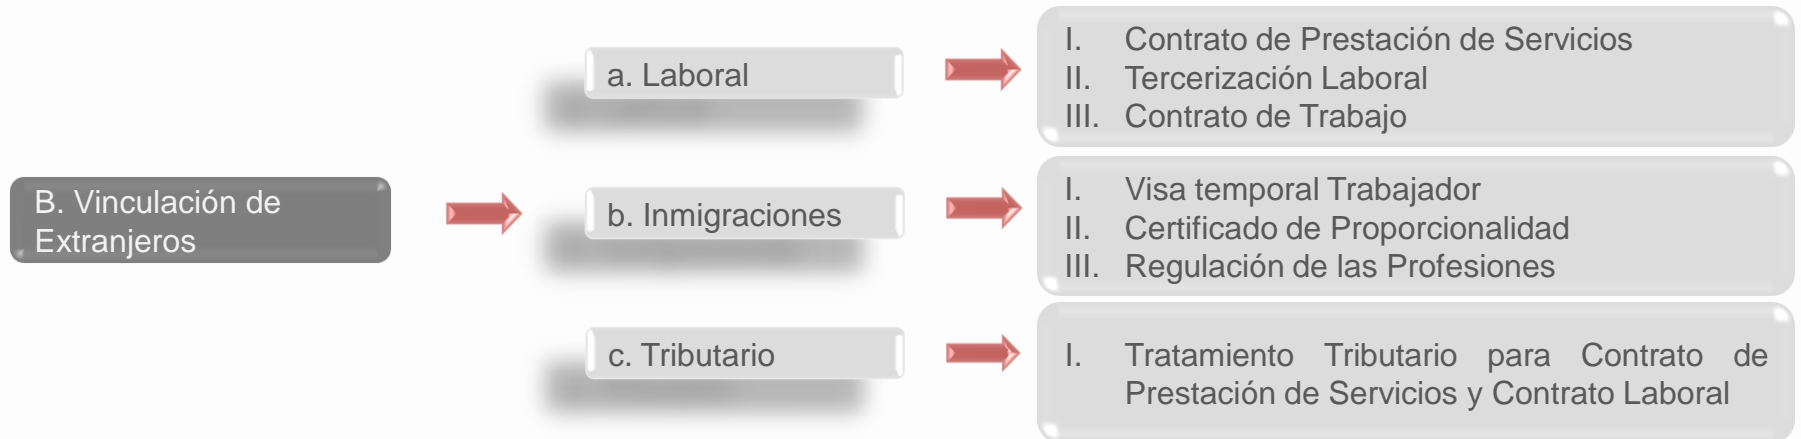 B. Vinculación de
Extranjeros
a. Laboral
I. Contrato de Prestación de Servicios
II. Tercerización Laboral
III. Contrato de Trabajo
b. Inmigraciones
I. Visa temporal Trabajador
II. Certificado de Proporcionalidad
III. Regulación de las Profesiones
c. Tributario
I. Tratamiento Tributario para Contrato de
Prestación de Servicios y Contrato Laboral